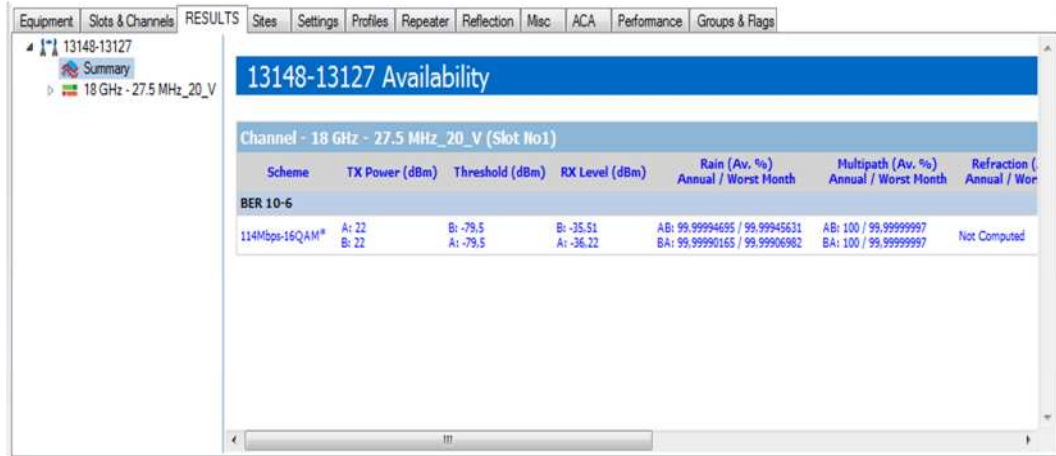 Equipment Slots & Channels RESULTS Sites Settings Profiles Repeater Reflection Misc ACA Performance Groups & Flags
13148-13127
Summary
18 GHz - 27.5 MHz_20_V
13148-13127 Availability
Channel - 18 GHz - 27.5 MHz_20_V (Slot No1)
Scheme TX Power (dBm) Threshold (dBm) RX Level (dBm) Rain (Av. %) Multipath (Av. %) Refraction (
Annual / Worst Month Annual / Worst Month Annual / Wor
BER 10-6
114Mbps-16QAM* A: 22 B: -79.5 B: -35.51 AB: 99.99994695 / 99.99945631 AB: 100 / 99.99999997 Not Computed
B: 22 A: -79.5 A: -36.22 BA: 99.99990165 / 99.99906982 BA: 100 / 99.99999997